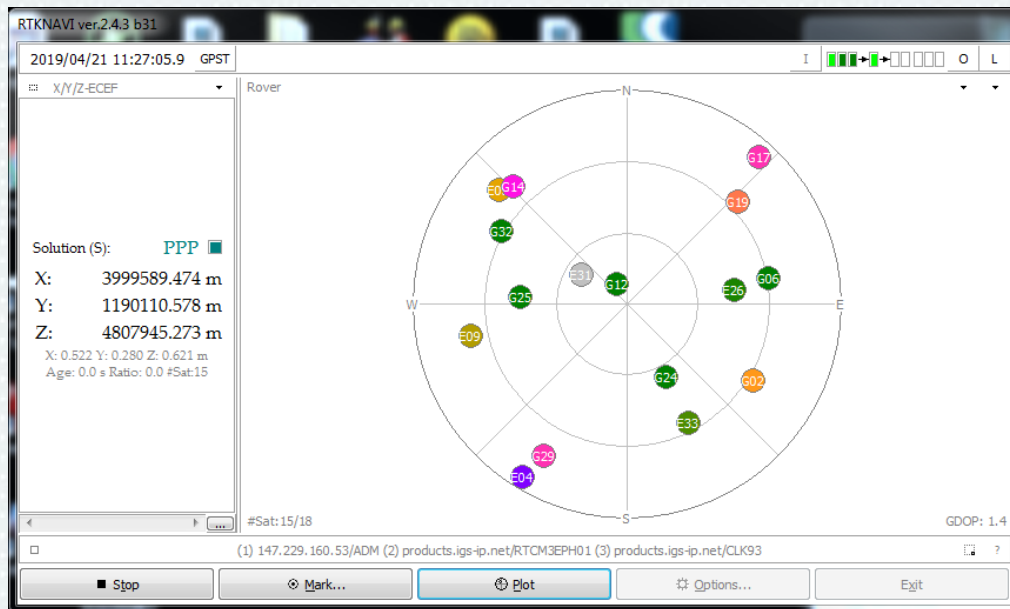 RTKNAVI ver.2.4.3 b31
2019/04/21 11:27:05.9 GPST
I O L
X/Y/Z-ECEF
Rover
N
G17
G14
G19
G32
E31
G12
G06
E26
G25
W
E
E09
G24
G02
E33
G29
E04
S
Solution (S): PPP
X: 3999589.474 m
Y: 1190110.578 m
Z: 4807945.273 m
X: 0.522 Y: 0.280 Z: 0.621 m
Age: 0.0 s Ratio: 0.0 #Sat:15
...
#Sat:15/18
GDOP: 1.4
(1) 147.229.160.53/ADM (2) products.igs-ip.net/RTCM3EPH01 (3) products.igs-ip.net/CLK93
?
Stop
Mark...
Plot
Options...
Exit